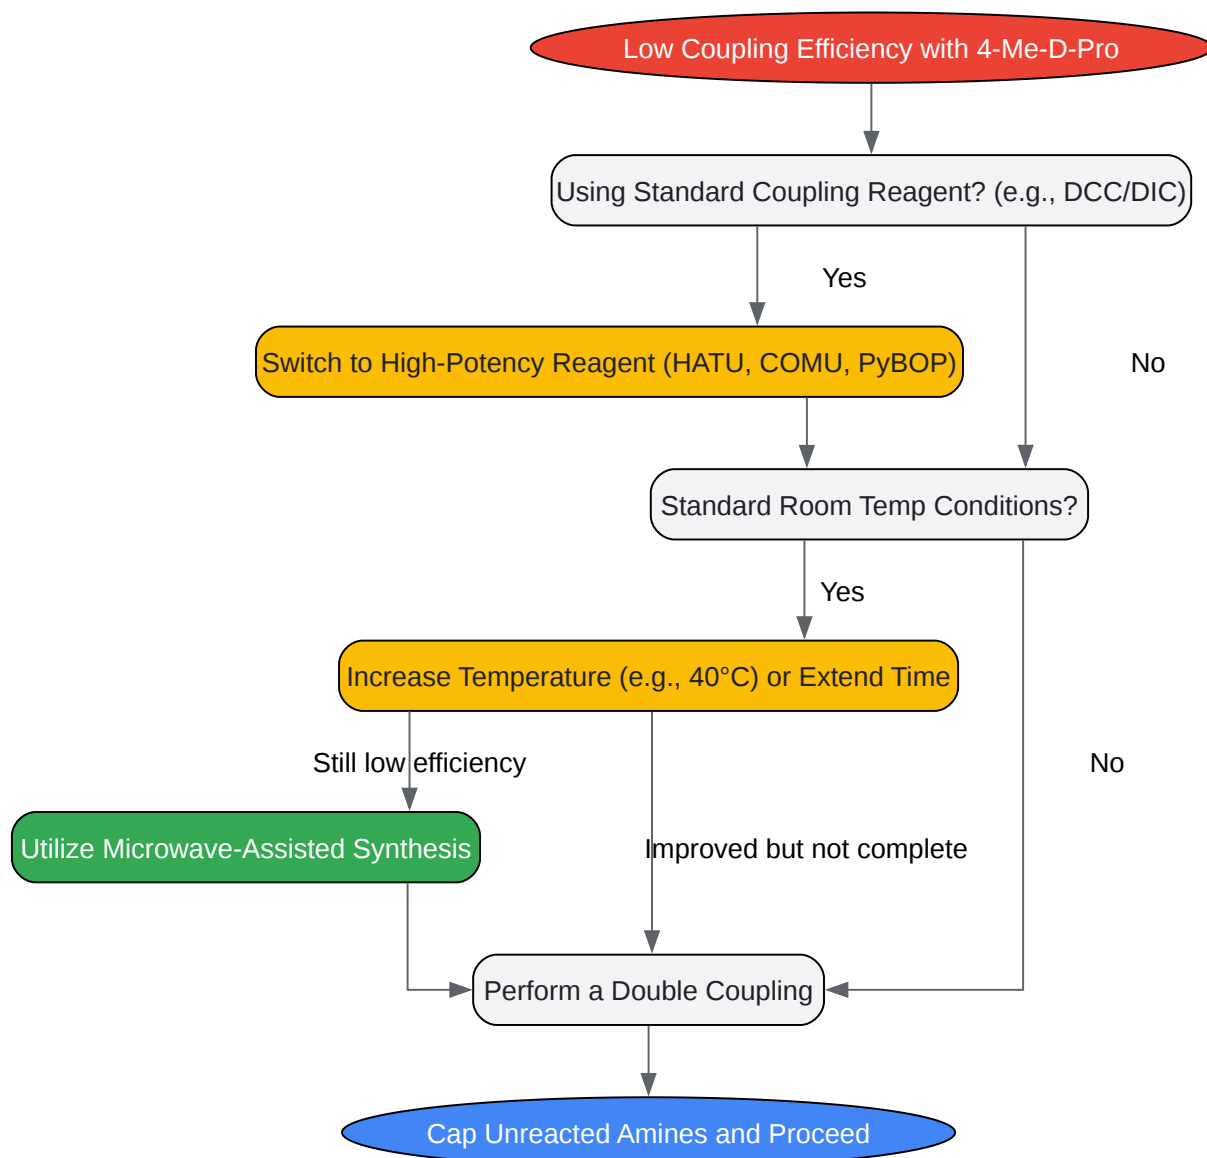 Low Coupling Efficiency with 4-Me-D-Pro
Using Standard Coupling Reagent? (e.g., DCC/DIC)
Yes
Switch to High-Potency Reagent (HATU, COMU, PyBOP)
No
Standard Room Temp Conditions?
Yes
Increase Temperature (e.g., 40°C) or Extend Time
Still low efficiency
No
Utilize Microwave-Assisted Synthesis
Improved but not complete
Perform a Double Coupling
Cap Unreacted Amines and Proceed